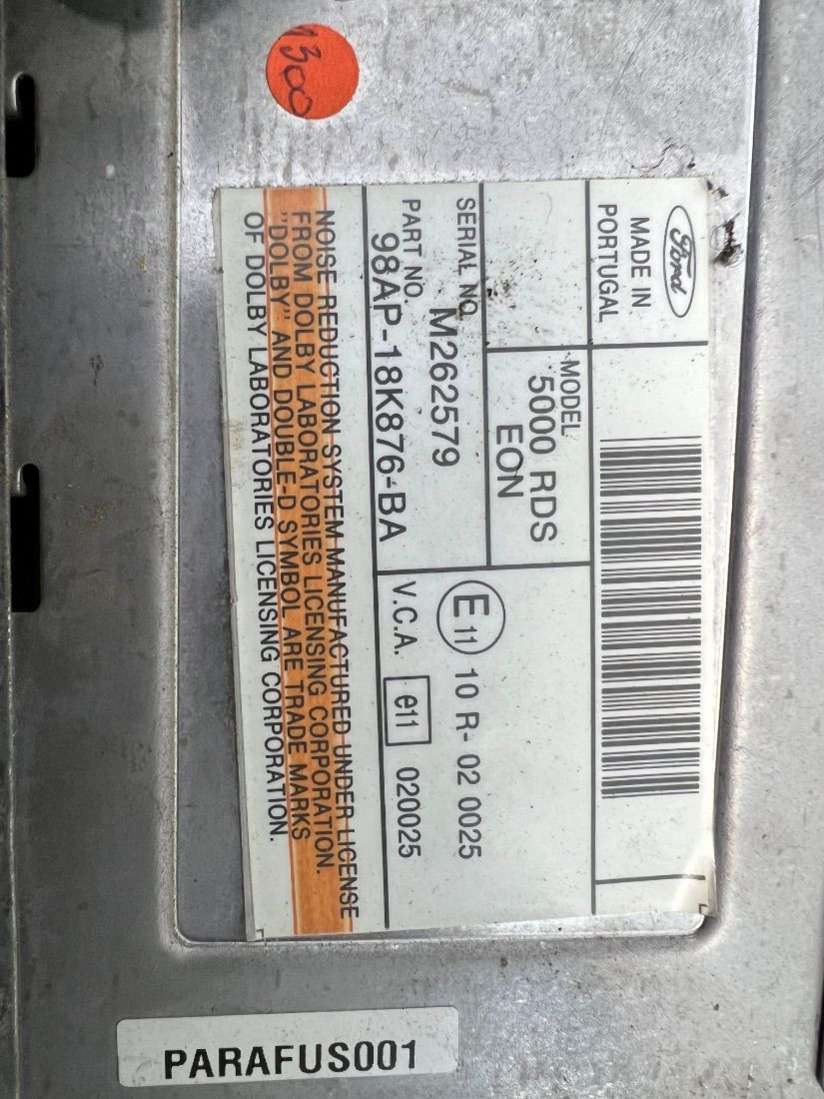 Ford
MADE IN
PORTUGAL
MODEL
5000 RDS
EON
SERIAL NO.
M262579
PART NO.
98AP-18K876-BA
E 11 10 R- 02 0025
V.C.A. e11 020025
NOISE REDUCTION SYSTEM MANUFACTURED UNDER LICENSE
FROM DOLBY LABORATORIES LICENSING CORPORATION.
"DOLBY" AND DOUBLE-D SYMBOL ARE TRADE MARKS
OF DOLBY LABORATORIES LICENSING CORPORATION.
PARAFUS001